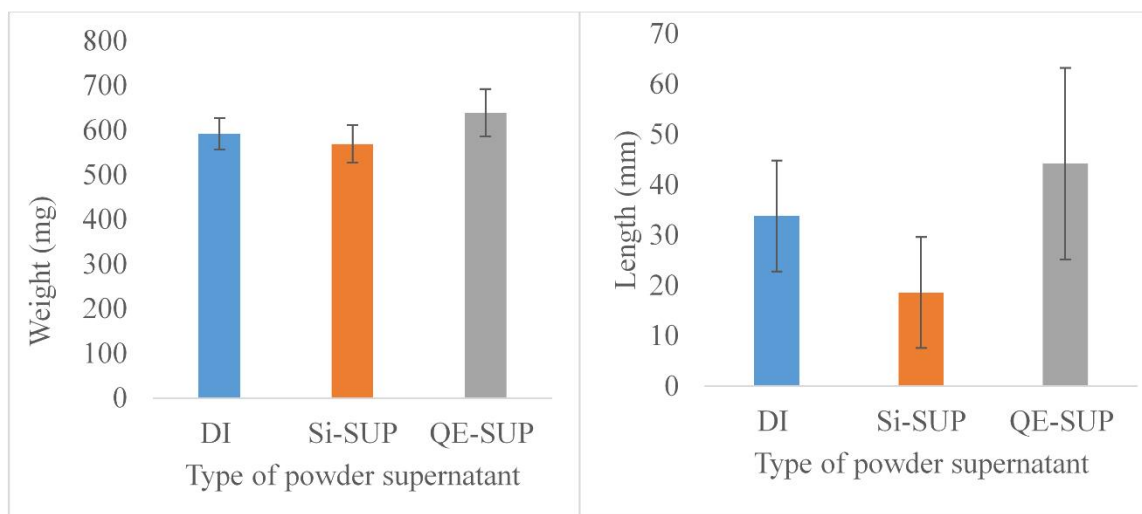 800
700
600
500
400
300
200
100
0
Weight (mg)
DI Si-SUP QE-SUP
Type of powder supernatant
70
60
50
40
30
20
10
0
Length (mm)
DI Si-SUP QE-SUP
Type of powder supernatant